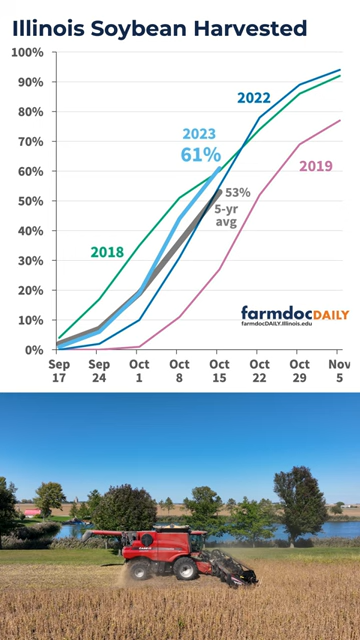 Illinois Soybean Harvested
100%
90%
80%
70%
60%
50%
40%
30%
20%
10%
0%
2022
2023
61%
2019
53%
5-yr
avg
2018
farmdocDAILY
farmdocDAILY.illinois.edu
Sep Sep Oct Oct Oct Oct Oct Nov
17 24 1 8 15 22 29 5